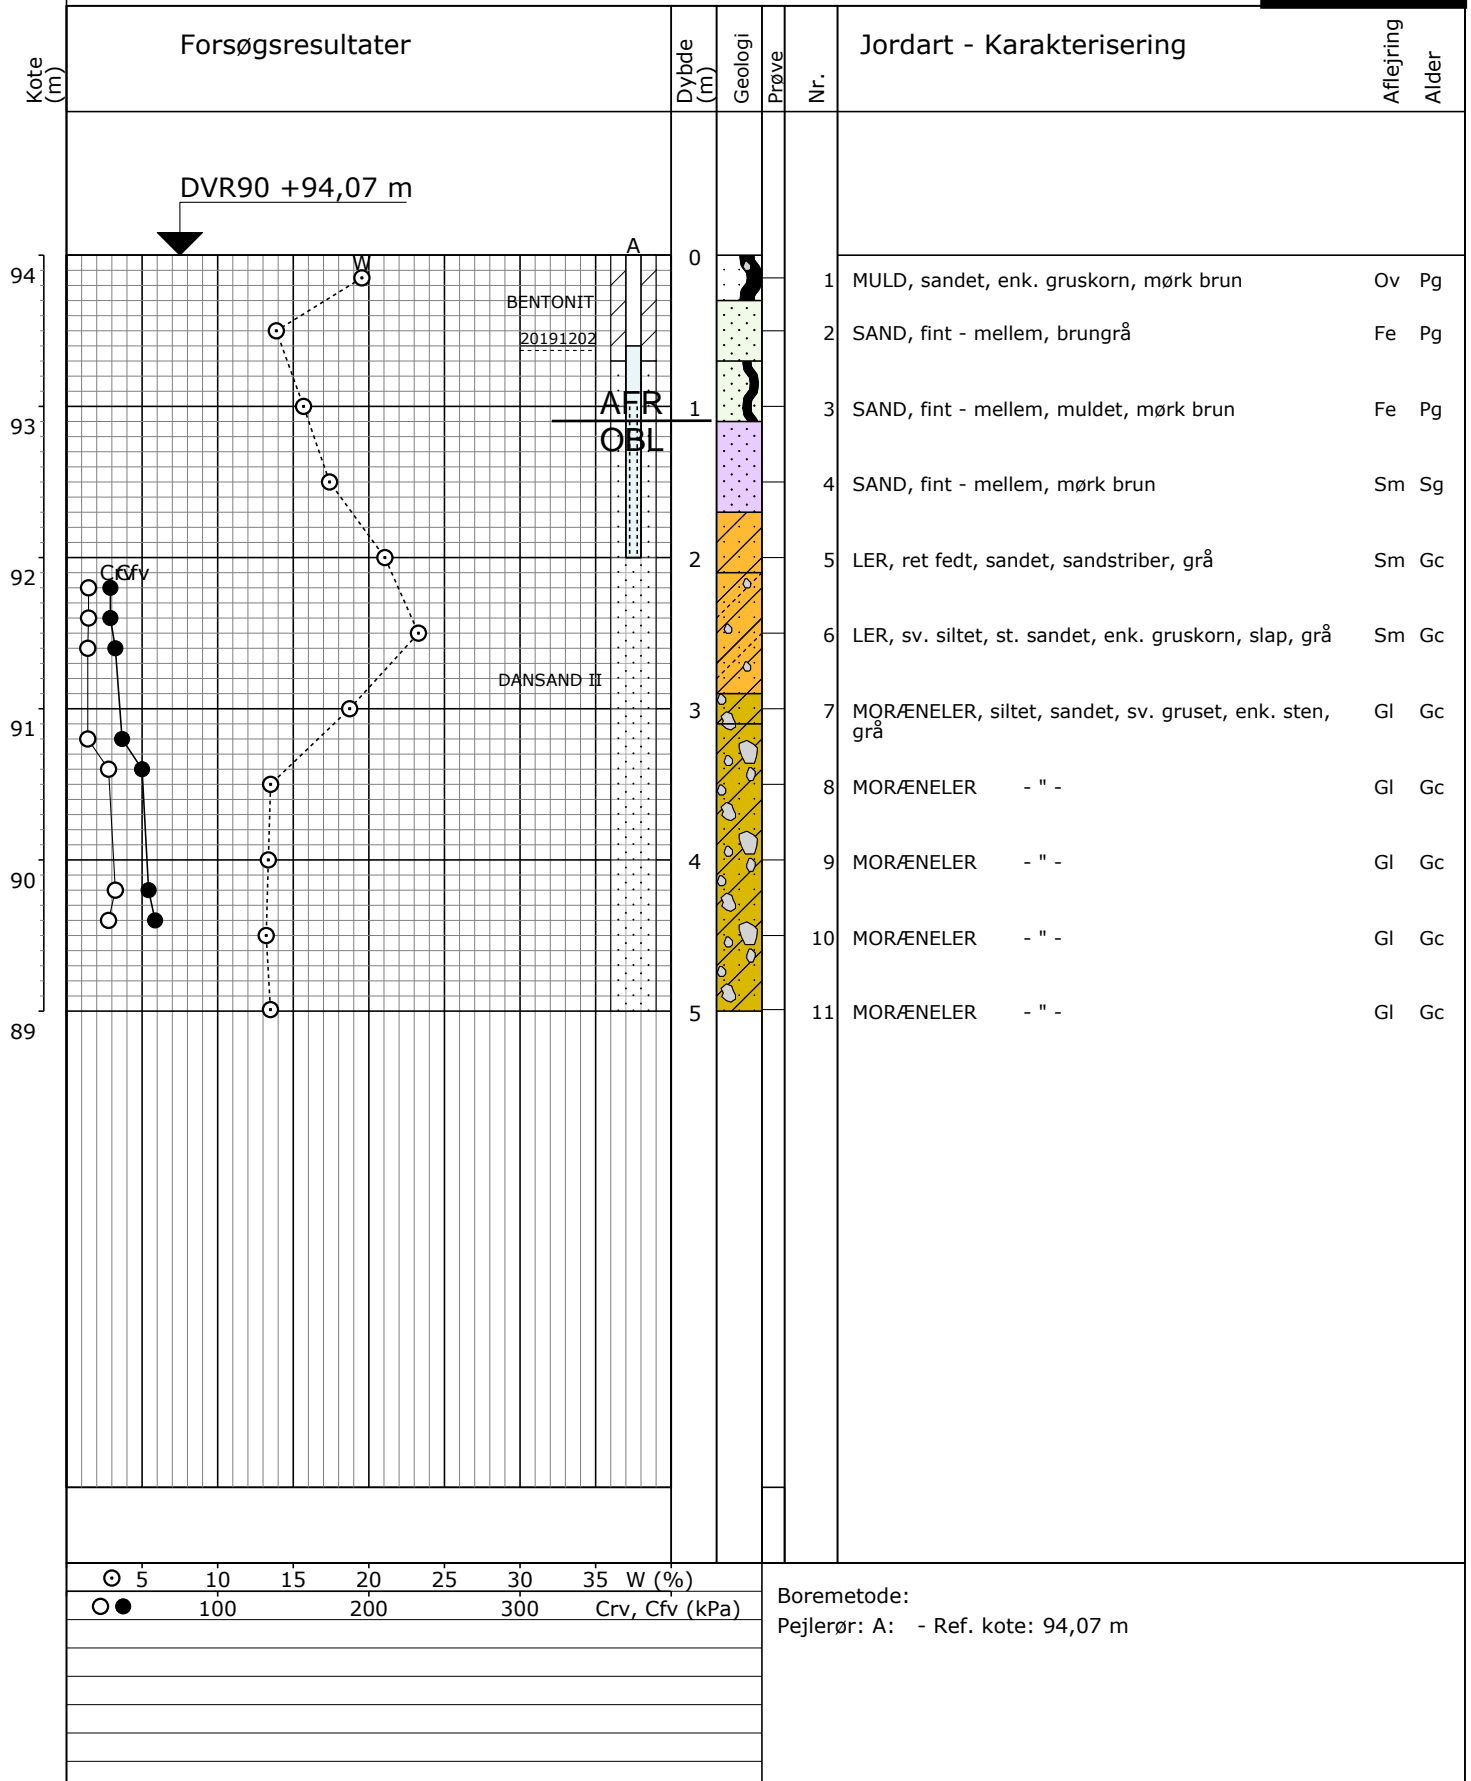 Kote (m)
Forsøgsresultater
Dybde (m)
Geologi
Prøve
Nr.
Jordart - Karakterisering
Aflejring
Alder
DVR90 +94,07 m
A
0
94
W
1 MULD, sandet, enk. gruskorn, mørk brun Ov Pg
BENTONIT
2 SAND, fint - mellem, brungrå Fe Pg
20191202
AFR
1
3 SAND, fint - mellem, muldet, mørk brun Fe Pg
93
OBL
4 SAND, fint - mellem, mørk brun Sm Sg
2
5 LER, ret fedt, sandet, sandstriber, grå Sm Gc
92
Crv Cfv
6 LER, sv. siltet, st. sandet, enk. gruskorn, slap, grå Sm Gc
DANSAND II
3
7 MORÆNELER, siltet, sandet, sv. gruset, enk. sten, Gl Gc
grå
91
8 MORÆNELER - " - Gl Gc
4
9 MORÆNELER - " - Gl Gc
90
10 MORÆNELER - " - Gl Gc
5
11 MORÆNELER - " - Gl Gc
89
5 10 15 20 25 30 35 W (%)
100 200 300 Crv, Cfv (kPa)
Boremetode:
Pejlerør: A: - Ref. kote: 94,07 m